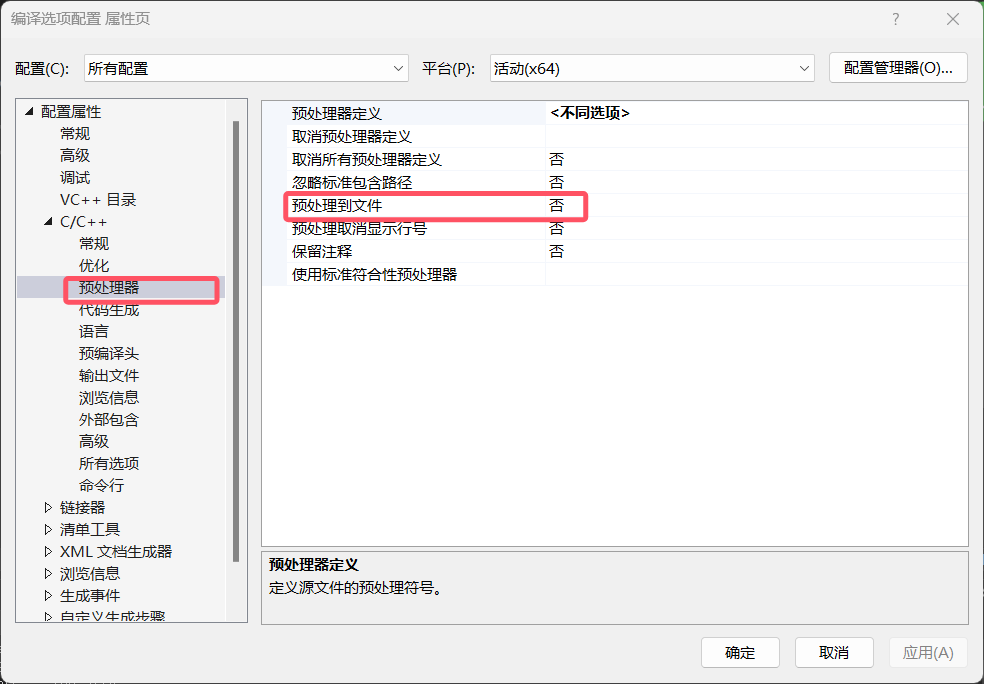 编译选项配置 属性页
配置(C): 所有配置 平台(P): 活动(x64) 配置管理器(O)...
配置属性
常规
高级
调试
VC++ 目录
C/C++
常规
优化
预处理器
代码生成
语言
预编译头
输出文件
浏览信息
外部包含
高级
所有选项
命令行
链接器
清单工具
XML 文档生成器
浏览信息
生成事件
自定义生成步骤
预处理器定义 <不同选项>
取消预处理器定义
取消所有预处理器定义 否
忽略标准包含路径 否
预处理到文件 否
预处理取消显示行号 否
保留注释 否
使用标准符合性预处理器
预处理器定义
定义源文件的预处理符号。
确定 取消 应用(A)